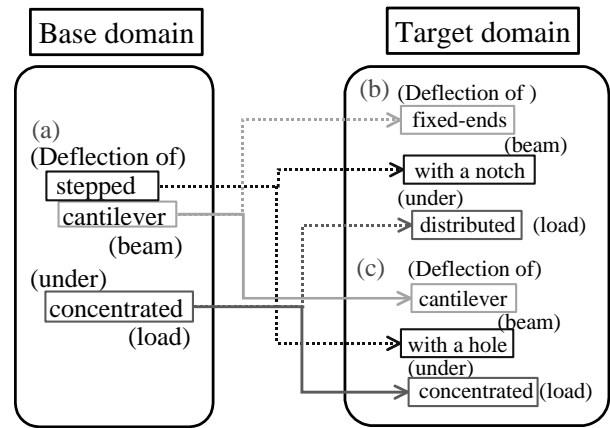 Base domain
Target domain
(a)
(Deflection of)
stepped
cantilever
(beam)
(under)
concentrated
(load)
(b)
(Deflection of )
fixed-ends
(beam)
with a notch
(under)
distributed (load)
(c)
(Deflection of)
cantilever
(beam)
with a hole
(under)
concentrated (load)